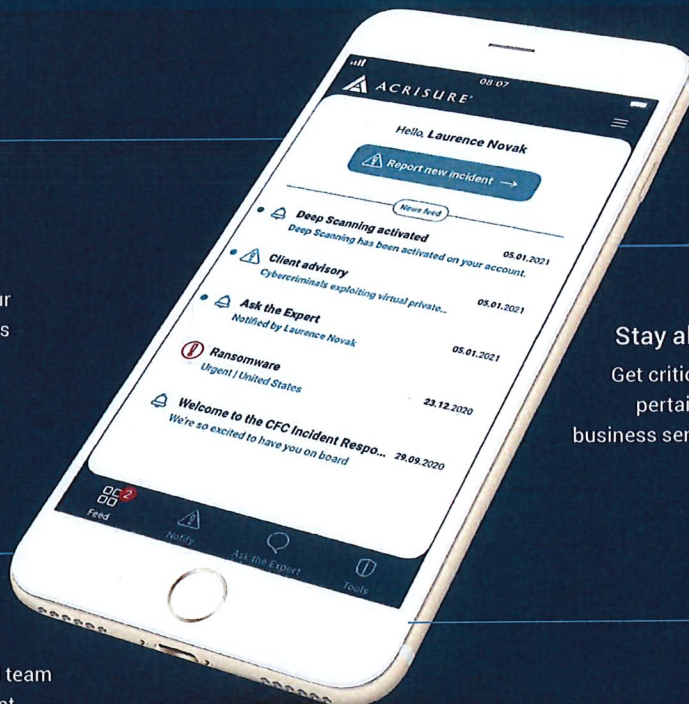 08:07
ACRISURE®
Hello, Laurence Novak
Report new incident →
News feed
Deep Scanning activated
Deep Scanning has been activated on your account.
05.01.2021
Client advisory
Cybercriminals exploiting virtual private...
05.01.2021
Ask the Expert
Notified by Laurence Novak
05.01.2021
Ransomware
Urgent | United States
23.12.2020
Welcome to the CFC Incident Respo...
We're so excited to have you on board
29.09.2020
2
Feed
Notify
Ask the Expert
Tools
Stay al
Get critic
pertai
business ser
ur
s
team